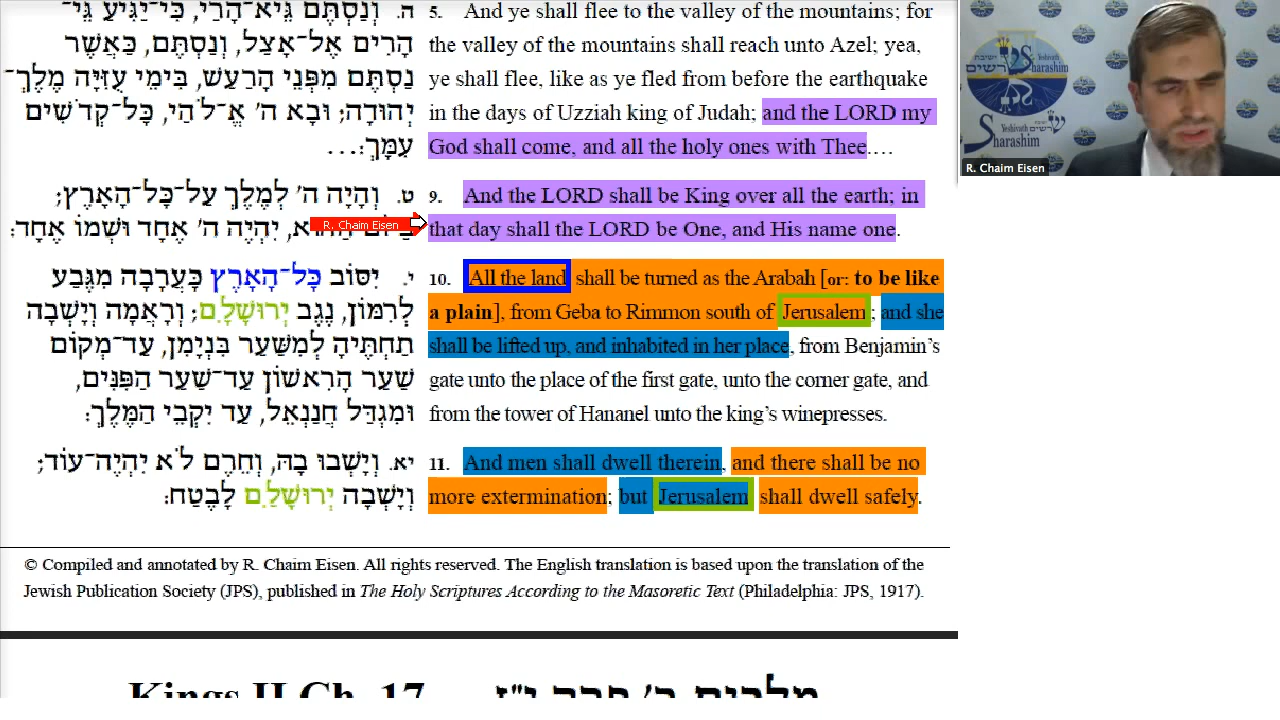 ה. וְנַסְתֶּם גֵּיא־הָרַי, כִּי־יַגִּיעַ גֵּי־
הָרִים אֶל־אָצַל, וְנַסְתֶּם, כַּאֲשֶׁר
נַסְתֶּם מִפְּנֵי הָרַעַשׁ, בִּימֵי עֻזִּיָּה מֶלֶךְ־
יְהוּדָה; וּבָא ה' אֱ־לֹהַי, כָּל־קְדֹשִׁים
עִמָּךְ:...
5. And ye shall flee to the valley of the mountains; for
the valley of the mountains shall reach unto Azel; yea,
ye shall flee, like as ye fled from before the earthquake
in the days of Uzziah king of Judah; and the LORD my
God shall come, and all the holy ones with Thee....
ט. וְהָיָה ה' לְמֶלֶךְ עַל־כָּל־הָאָרֶץ;
יִהְיֶה ה' אֶחָד וּשְׁמוֹ אֶחָד:
R. Chaim Eisen
9. And the LORD shall be King over all the earth; in
that day shall the LORD be One, and His name one.
י. יִסּוֹב כָּל־הָאָרֶץ כָּעֲרָבָה מִגֶּבַע
לְרִמּוֹן, נֶגֶב יְרוּשָׁלִָם; וְרָאֲמָה וְיָשְׁבָה
תַחְתֶּיהָ לְמִשַּׁעַר בִּנְיָמִן, עַד־מְקוֹם
שַׁעַר הָרִאשׁוֹן עַד־שַׁעַר הַפִּנִּים,
וּמִגְדַּל חֲנַנְאֵל, עַד יִקְבֵי הַמֶּלֶךְ:
10. All the land shall be turned as the Arabah [or: to be like
a plain], from Geba to Rimmon south of Jerusalem; and she
shall be lifted up, and inhabited in her place, from Benjamin's
gate unto the place of the first gate, unto the corner gate, and
from the tower of Hananel unto the king's winepresses.
יא. וְיָשְׁבוּ בָהּ, וְחֵרֶם לֹא יִהְיֶה־עוֹד;
וְיָשְׁבָה יְרוּשָׁלִַם לָבֶטַח:
11. And men shall dwell therein, and there shall be no
more extermination; but Jerusalem shall dwell safely.
© Compiled and annotated by R. Chaim Eisen. All rights reserved. The English translation is based upon the translation of the
Jewish Publication Society (JPS), published in The Holy Scriptures According to the Masoretic Text (Philadelphia: JPS, 1917).
Kings II Ch. 17
מלכים ב' פרק י"ז
Yeshivath
Sharashim
ישיבת
שרשים
Yeshivath
Sharashim
R. Chaim Eisen